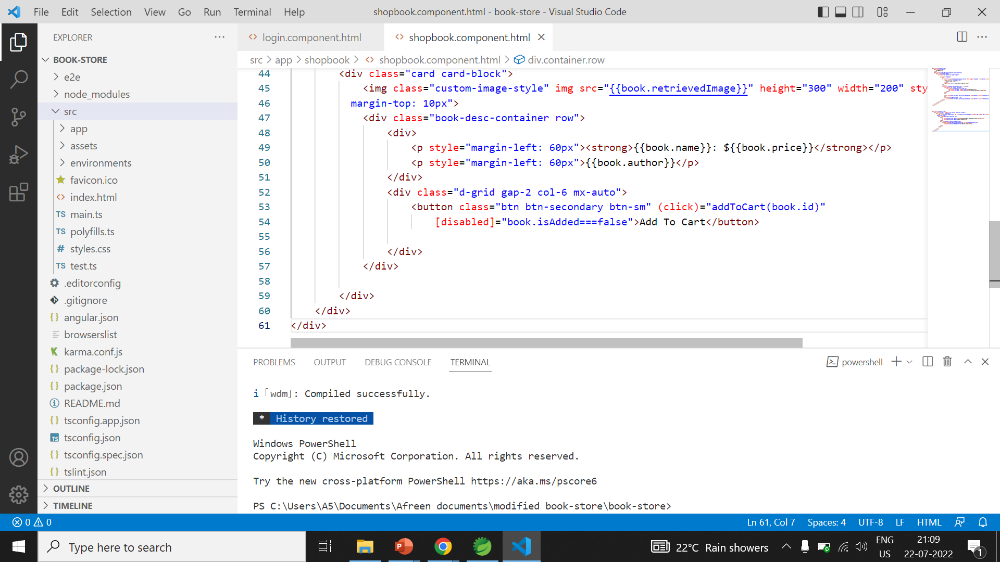 File Edit Selection View Go Run Terminal Help
shopbook.component.html - book-store - Visual Studio Code
EXPLORER
BOOK-STORE
e2e
node_modules
src
app
assets
environments
favicon.ico
<> index.html
TS main.ts
TS polyfills.ts
# styles.css
TS test.ts
.editorconfig
.gitignore
{} angular.json
browserslist
karma.conf.js
{} package-lock.json
{} package.json
README.md
{} tsconfig.app.json
TS tsconfig.json
{} tsconfig.spec.json
{} tslint.json
OUTLINE
TIMELINE
<> login.component.html
<> shopbook.component.html
src > app > shopbook > <> shopbook.component.html > div.container.row
44 <div class="card card-block">
45 <img class="custom-image-style" img src="{{book.retrievedImage}}" height="300" width="200" sty
46 margin-top: 10px">
47 <div class="book-desc-container row">
48 <div>
49 <p style="margin-left: 60px"><strong>{{book.name}}: ${{book.price}}</strong></p>
50 <p style="margin-left: 60px">{{book.author}}</p>
51 </div>
52 <div class="d-grid gap-2 col-6 mx-auto">
53 <button class="btn btn-secondary btn-sm" (click)="addToCart(book.id)"
54 [disabled]="book.isAdded===false">Add To Cart</button>
55
56 </div>
57 </div>
58
59 </div>
60 </div>
61 </div>
PROBLEMS OUTPUT DEBUG CONSOLE TERMINAL
powershell
i 「wdm」: Compiled successfully.
* History restored
Windows PowerShell
Copyright (C) Microsoft Corporation. All rights reserved.
Try the new cross-platform PowerShell https://aka.ms/pscore6
PS C:\Users\A5\Documents\Afreen documents\modified book-store\book-store>
0 0
Ln 61, Col 7 Spaces: 4 UTF-8 LF HTML
Type here to search
22°C Rain showers
ENG
US
21:09
22-07-2022
1